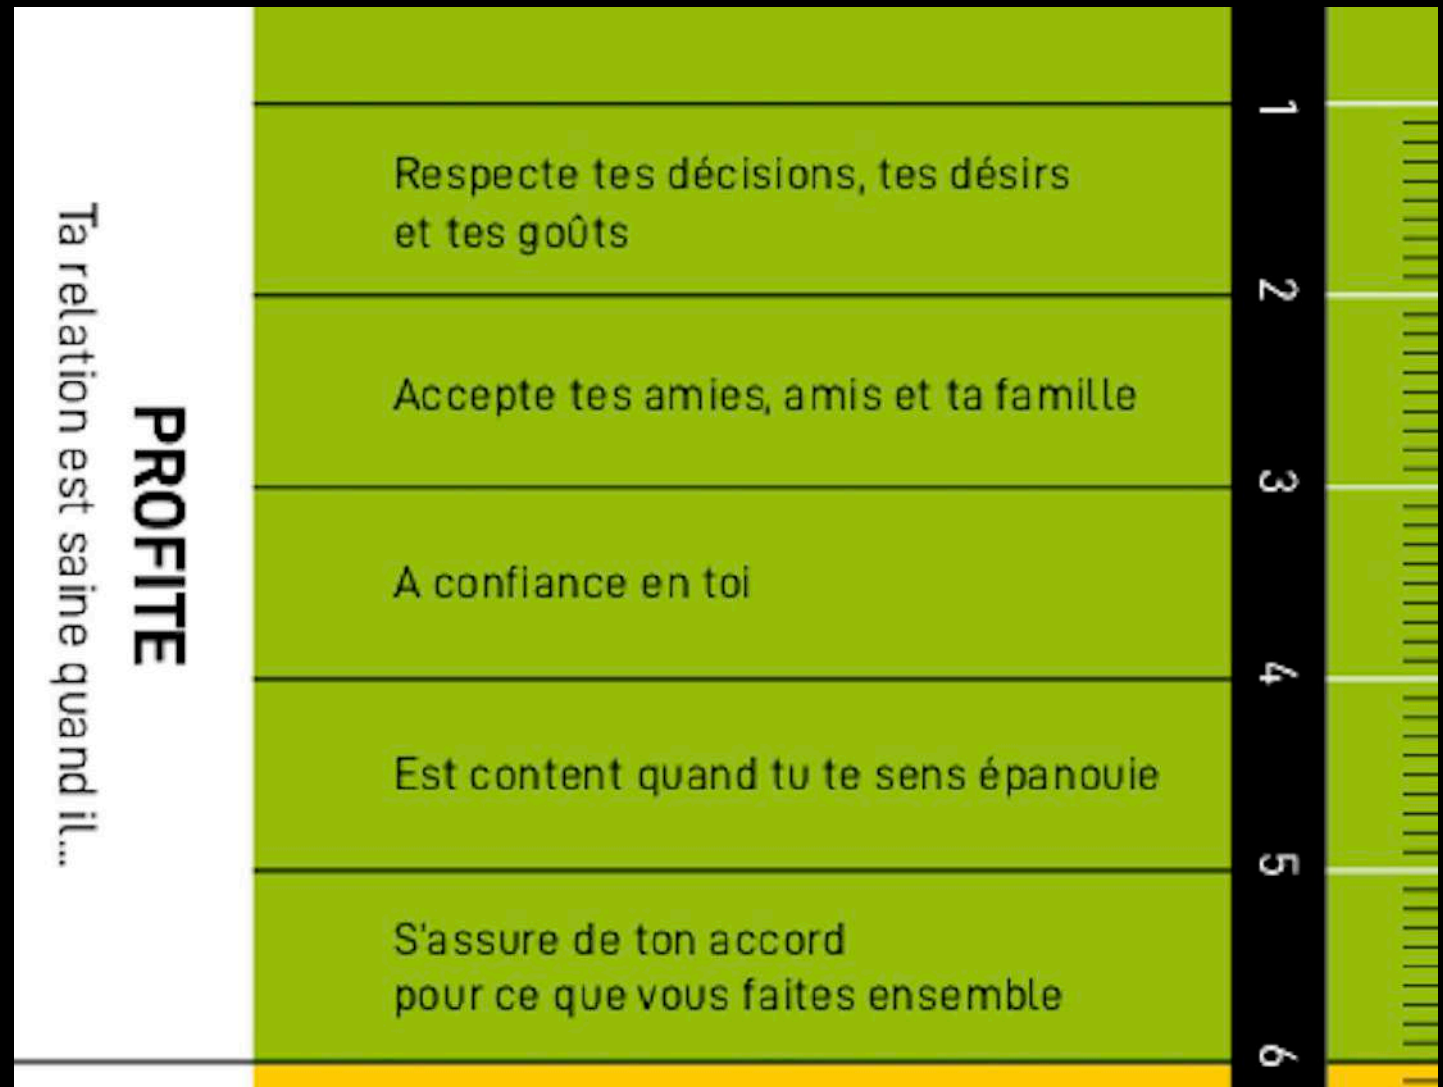 PROFITE
Ta relation est saine quand il...
1
Respecte tes décisions, tes désirs
et tes goûts
2
Accepte tes amies, amis et ta famille
3
A confiance en toi
4
Est content quand tu te sens épanouie
5
S'assure de ton accord
pour ce que vous faites ensemble
6